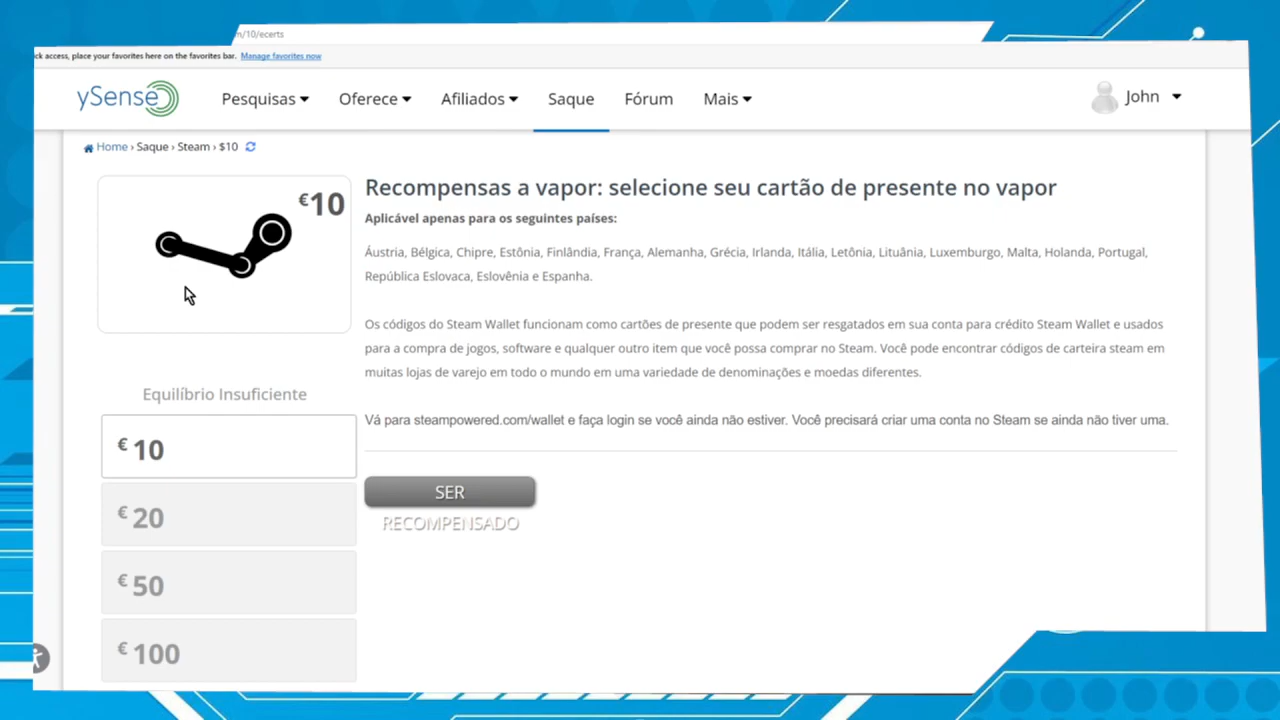 n/10/ecerts
ck access, place your favorites here on the favorites bar. Manage favorites now
ySense
Pesquisas
Oferece
Afiliados
Saque
Fórum
Mais
John
Home › Saque › Steam › $10
€10
Recompensas a vapor: selecione seu cartão de presente no vapor
Aplicável apenas para os seguintes países:
Áustria, Bélgica, Chipre, Estônia, Finlândia, França, Alemanha, Grécia, Irlanda, Itália, Letônia, Lituânia, Luxemburgo, Malta, Holanda, Portugal,
República Eslovaca, Eslovênia e Espanha.
Os códigos do Steam Wallet funcionam como cartões de presente que podem ser resgatados em sua conta para crédito Steam Wallet e usados
para a compra de jogos, software e qualquer outro item que você possa comprar no Steam. Você pode encontrar códigos de carteira steam em
muitas lojas de varejo em todo o mundo em uma variedade de denominações e moedas diferentes.
Vá para steampowered.com/wallet e faça login se você ainda não estiver. Você precisará criar uma conta no Steam se ainda não tiver uma.
SER
RECOMPENSADO
Equilíbrio Insuficiente
€ 10
€ 20
€ 50
€ 100